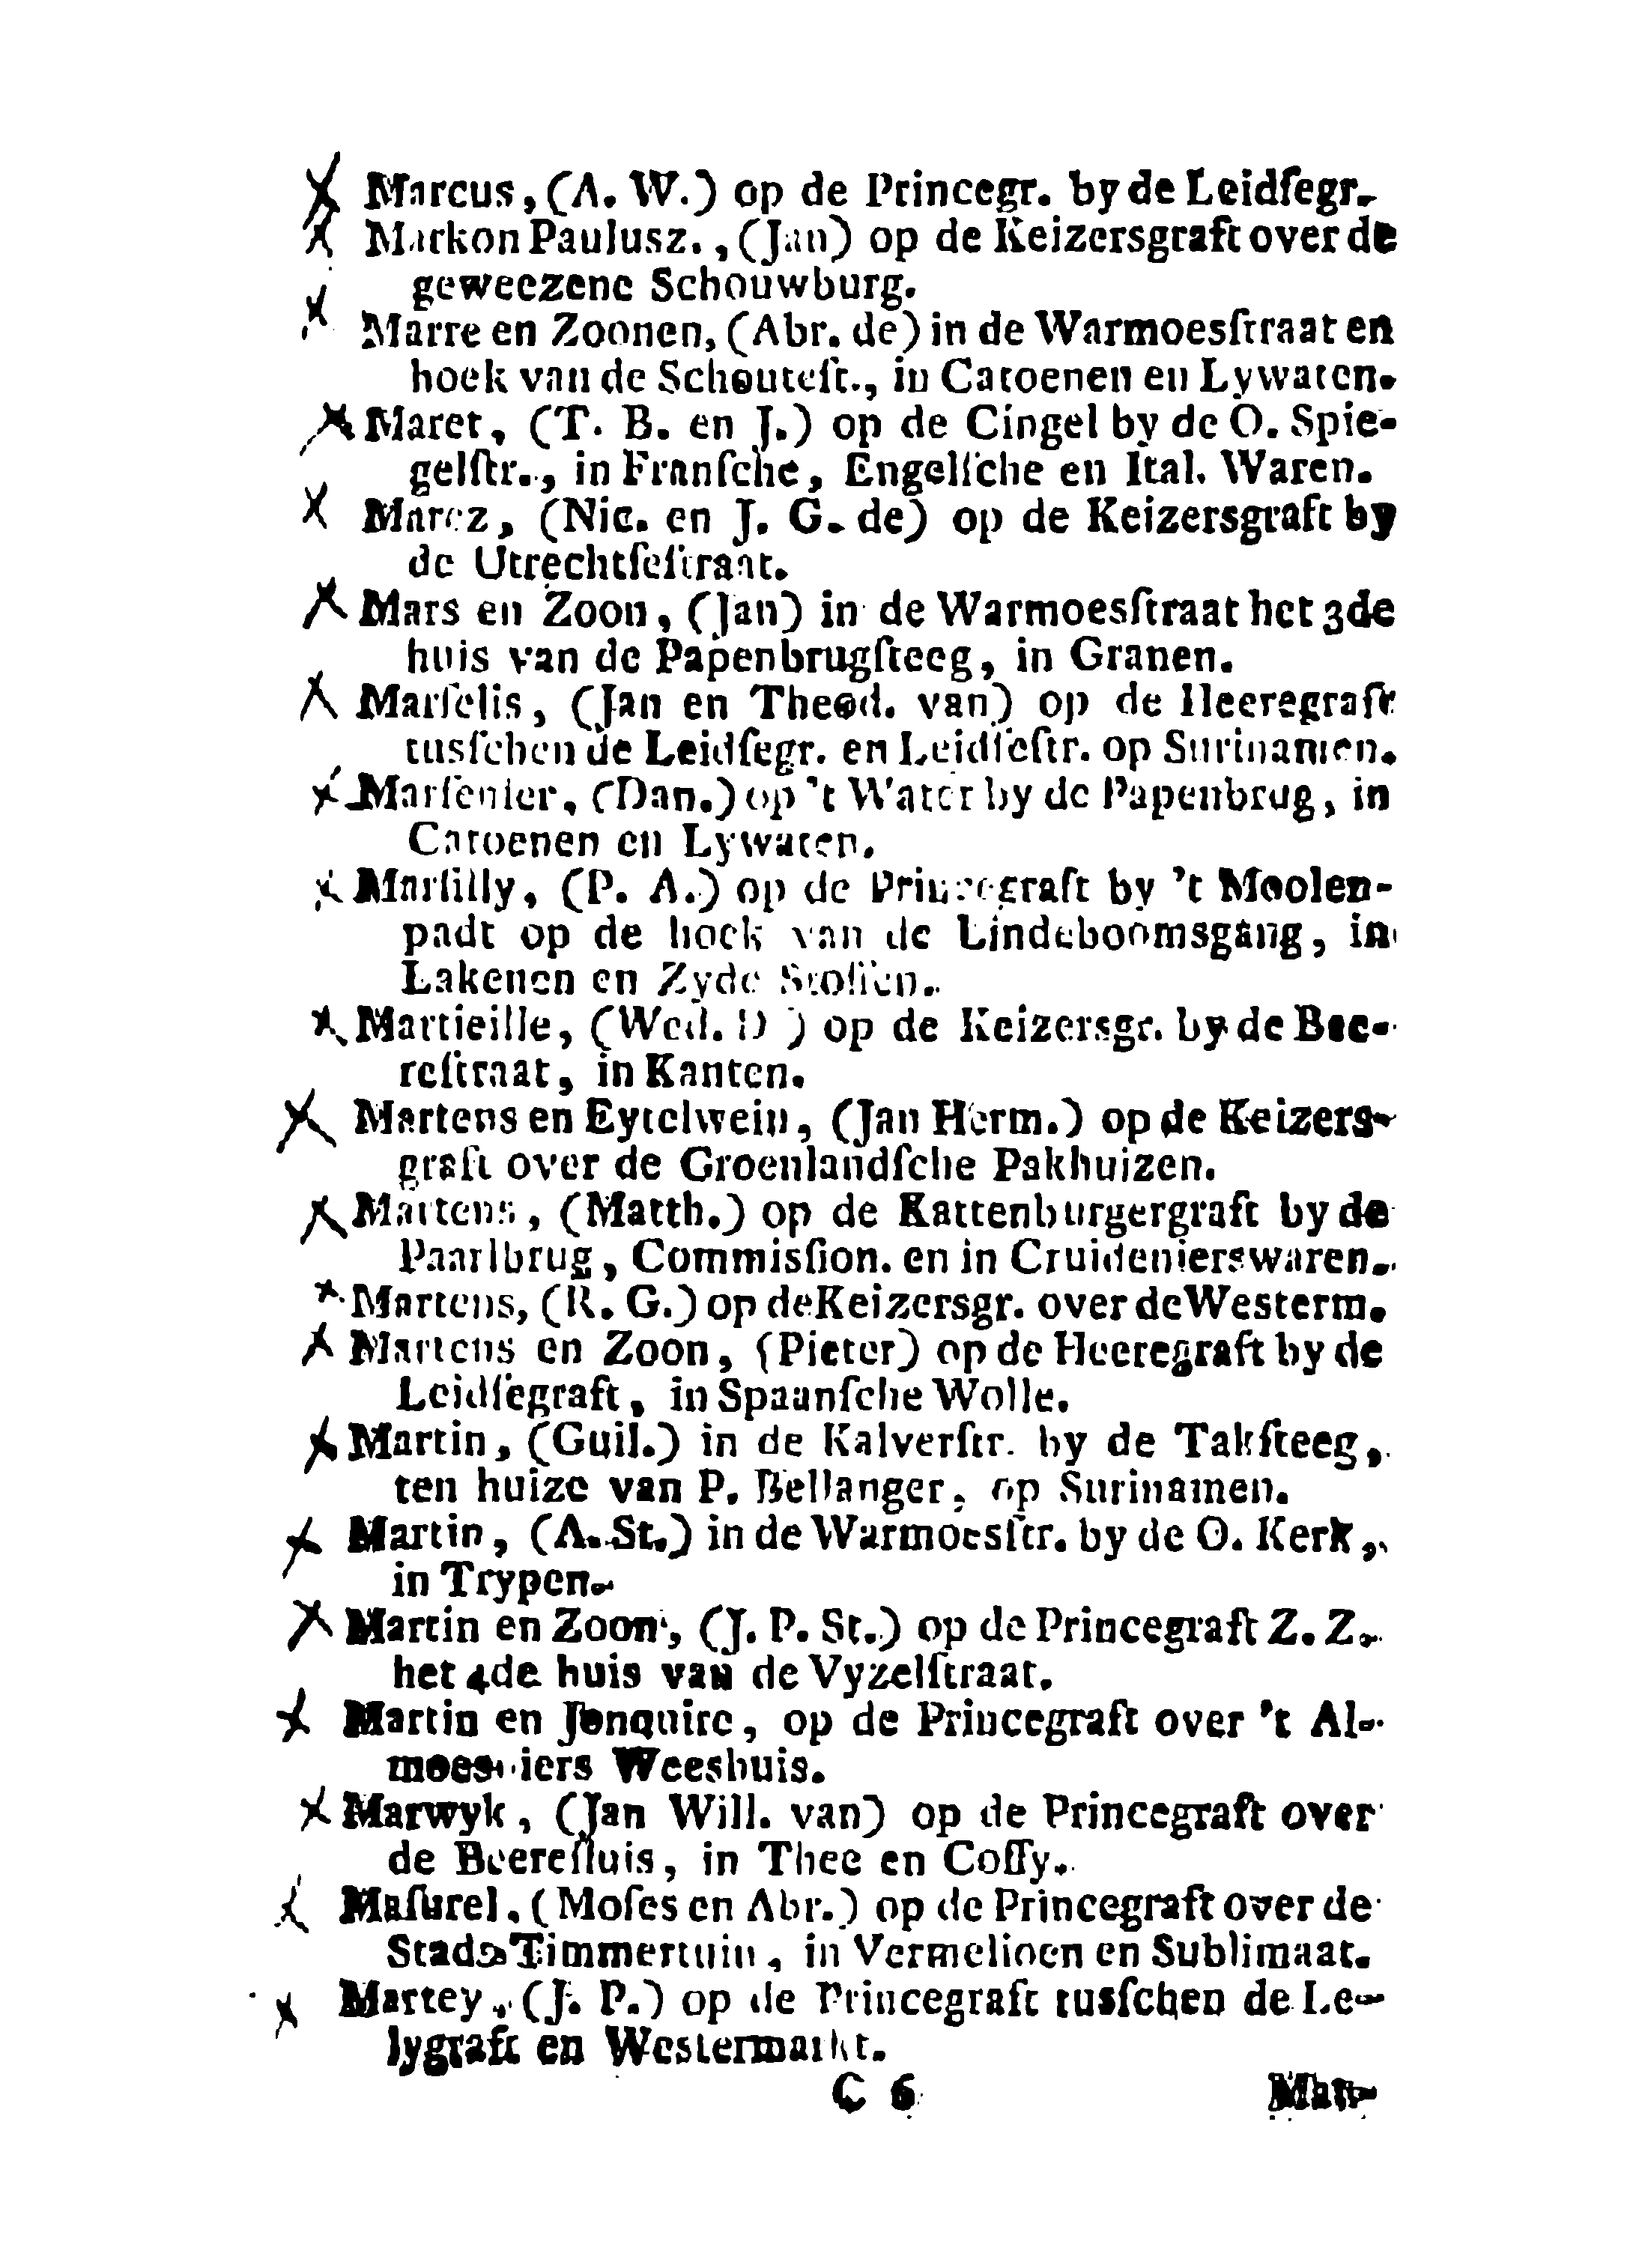 Marcus, (A. W.) op de Princegr. by de Leidſegr.
Markon Paulusz., (Jan) op de Keizersgraft over de
geweezene Schouwburg.
Marre en Zoonen, (Abr. de) in de Warmoesſtraat en
hoek van de Schouteſt., in Catoenen en Lywaten.
Maret, (T. B. en J.) op de Cingel by de O. Spie-
gelſtr., in Franſche, Engelſche en Ital. Waren.
Marez, (Nic. en J. G. de) op de Keizersgraft by
de Utrechtſeſtraat.
Mars en Zoon, (Jan) in de Warmoesſtraat het 3de
huis van de Papenbrugſteeg, in Granen.
Marſelis, (Jan en Theod. van) op de Heeregraft
tusſchen de Leidſegr. en Leidſeſtr. op Surinamen.
Marſenier, (Dan.) op 't Water by de Papenbrug, in
Catoenen en Lywaten.
Marſilly, (P. A.) op de Princegraft by 't Moolen-
padt op de hoek van de Lindeboomsgang, in
Lakenen en Zyde Stoffen.
Martieille, (Wed. D ) op de Keizersgr. by de Bee-
reſtraat, in Kanten.
Martens en Eytelwein, (Jan Herm.) op de Keizers-
graft over de Groenlandſche Pakhuizen.
Martens, (Matth.) op de Kattenburgergraft by de
Paarlbrug, Commisſion. en in Cruidenierswaren.
Martens, (R. G.) op de Keizersgr. over de Westerm.
Martens en Zoon, (Pieter) op de Heeregraft by de
Leidſegraft, in Spaanſche Wolle.
Martin, (Guil.) in de Kalverſtr. by de Takſteeg,
ten huize van P. Bellanger, op Surinamen.
Martin, (A. St.) in de Warmoesſtr. by de O. Kerk,
in Trypen.
Martin en Zoon, (J. P. St.) op de Princegraft Z. Z.
het 4de huis van de Vyzelſtraat.
Martin en Jonquire, op de Princegraft over 't Al-
moesniers Weeshuis.
Marwyk, (Jan Will. van) op de Princegraft over
de Beereſluis, in Thee en Coffy.
Maſurel, (Moſes en Abr.) op de Princegraft over de
Stads Timmertuin, in Vermelioen en Sublimaat.
Martey, (J. P.) op de Princegraft tusſchen de Le-
lygraft en Westermarkt.
C 6 Mat-